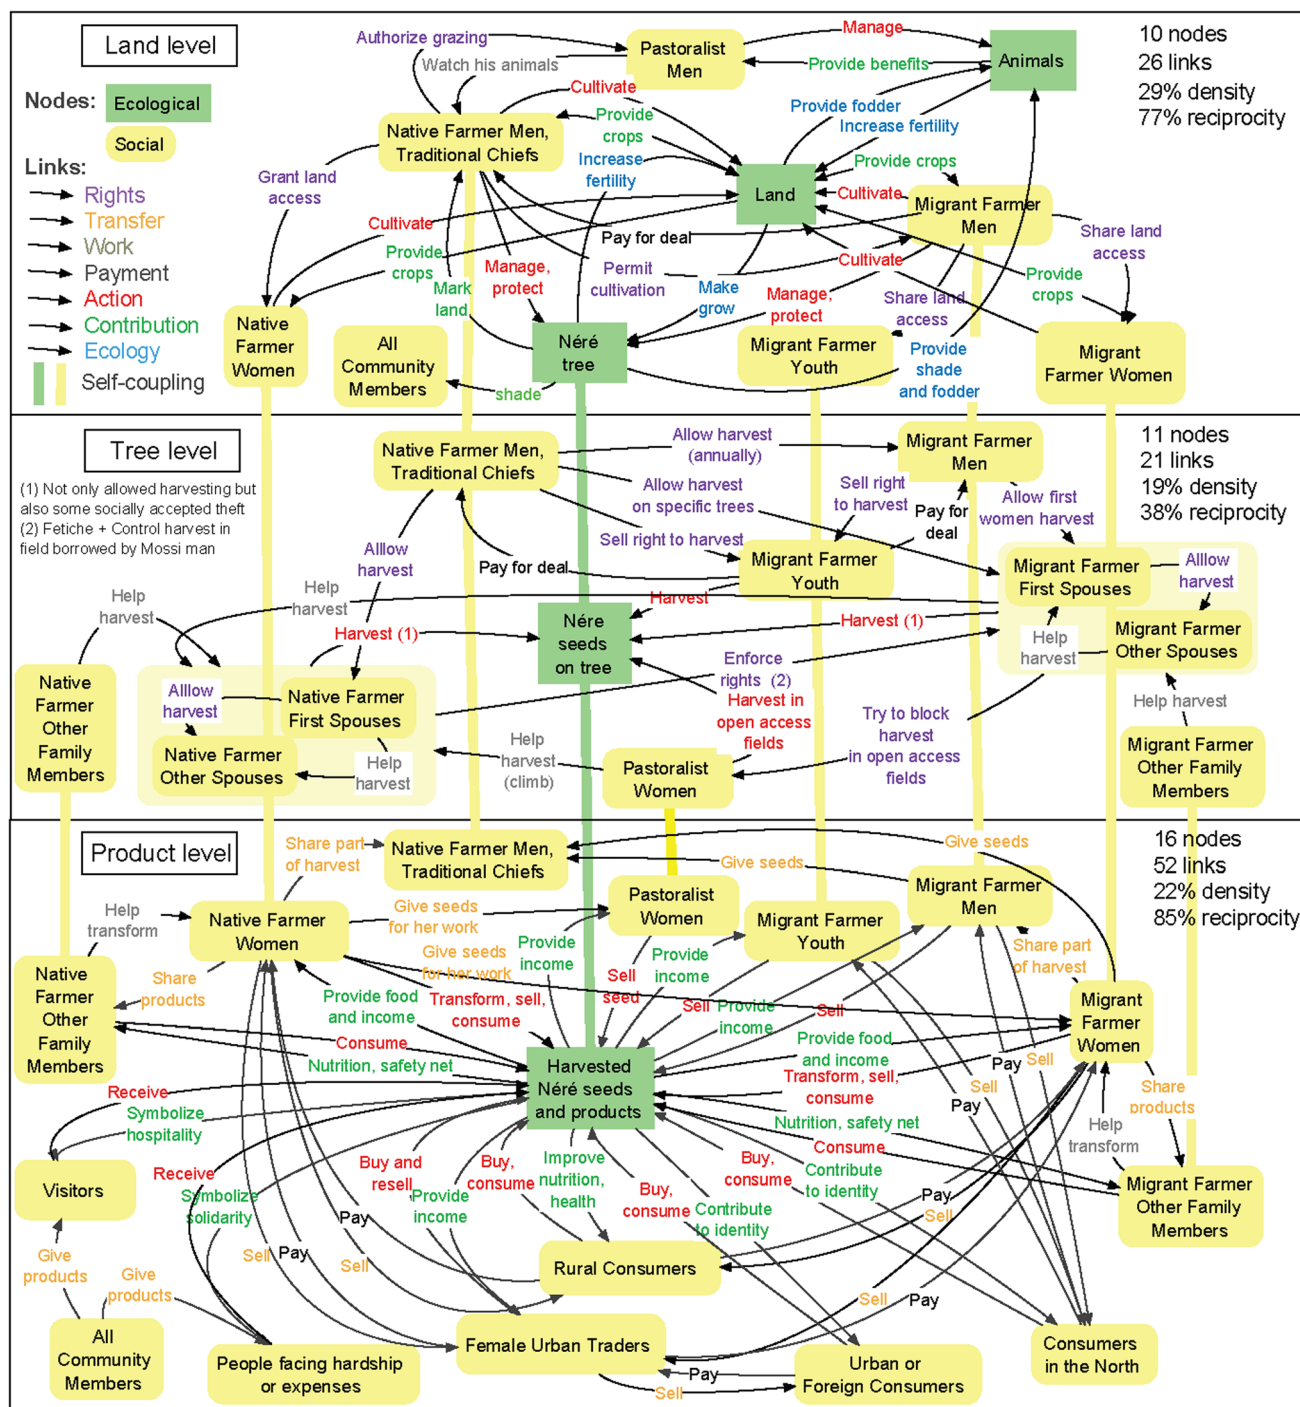 Land level
10 nodes
26 links
29% density
77% reciprocity
Nodes:
Ecological
Social
Links:
Rights
Transfer
Work
Payment
Action
Contribution
Ecology
Self-coupling
Authorize grazing
Watch his animals
Pastoralist
Men
Manage
Provide benefits
Animals
Cultivate
Provide
crops
Provide fodder
Increase fertility
Native Farmer Men,
Traditional Chiefs
Increase
fertility
Provide crops
Grant land
access
Land
Cultivate
Migrant Farmer
Men
Cultivate
Pay for deal
Share land
access
Provide
crops
Mark
land
Manage,
protect
Permit
cultivation
Cultivate
Make
grow
Manage,
protect
Share land
access
Provide
crops
Native
Farmer
Women
All
Community
Members
Néré
tree
Migrant Farmer
Youth
Provide
shade
and fodder
Migrant
Farmer Women
shade
Tree level
11 nodes
21 links
19% density
38% reciprocity
(1) Not only allowed harvesting but
also some socially accepted theft
(2) Fetiche + Control harvest in
field borrowed by Mossi man
Native Farmer Men,
Traditional Chiefs
Allow harvest
(annually)
Migrant Farmer
Men
Allow harvest
on specific trees
Sell right
to harvest
Pay for
deal
Allow first
women harvest
Sell right to harvest
Alllow
harvest
Pay for deal
Migrant Farmer
Youth
Migrant Farmer
First Spouses
Allow
harvest
Help
harvest
Help
harvest
Harvest (1)
Harvest
Nére
seeds
on tree
Harvest (1)
Help
harvest
Migrant Farmer
Other Spouses
Enforce
rights (2)
Native
Farmer
Other
Family
Members
Alllow
harvest
Native Farmer
First Spouses
Native Farmer
Other Spouses
Help
harvest
Help
harvest
(climb)
Harvest in
open access
fields
Pastoralist
Women
Try to block
harvest
in open access
fields
Help harvest
Migrant Farmer
Other Family
Members
Product level
16 nodes
52 links
22% density
85% reciprocity
Share part
of harvest
Native Farmer Men,
Traditional Chiefs
Give seeds
Give seeds
Help
transform
Native Farmer
Women
Give seeds
for her work
Pastoralist
Women
Migrant Farmer
Youth
Migrant Farmer
Men
Give seeds
for her work
Provide
income
Provide
income
Share part
of harvest
Native
Farmer
Other
Family
Members
Share
products
Provide food
and income
Transform, sell,
consume
Sell
seed
Sell
Provide
income
Sell
Migrant
Farmer
Women
Consume
Nutrition, safety net
Harvested
Néré seeds
and products
Provide food
and income
Transform, sell,
consume
Nutrition, safety net
Consume
Pay
Sell
Sell
Pay
Share
products
Help
transform
Receive
Symbolize
hospitality
Visitors
Receive
Symbolize
solidarity
Buy and
resell
Provide
income
Buy,
consume
Improve
nutrition,
health
Buy,
consume
Buy,
consume
Contribute
to identity
Contribute
to identity
Migrant Farmer
Other Family
Members
Pay
Sell
Give
products
Give
products
Sell
Pay
Pay
Sell
Rural Consumers
Sell
Pay
All
Community
Members
People facing hardship
or expenses
Female Urban Traders
Pay
Sell
Urban or
Foreign Consumers
Consumers
in the North